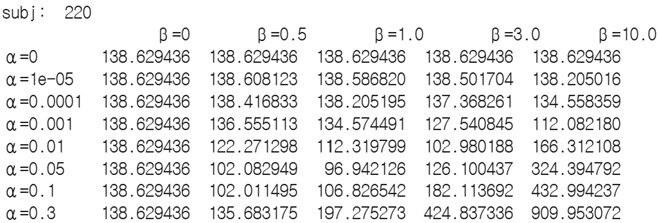 subj: 220
β=0 β=0.5 β=1.0 β=3.0 β=10.0
α=0 138.629436 138.629436 138.629436 138.629436 138.629436
α=1e-05 138.629436 138.608123 138.586820 138.501704 138.205016
α=0.0001 138.629436 138.416833 138.205195 137.368261 134.558359
α=0.001 138.629436 136.555113 134.574491 127.540845 112.082180
α=0.01 138.629436 122.271298 112.319799 102.980188 166.312108
α=0.05 138.629436 102.082949 96.942126 126.100437 324.394792
α=0.1 138.629436 102.011495 106.826542 182.113692 432.994237
α=0.3 138.629436 135.683175 197.275273 424.837336 909.953072